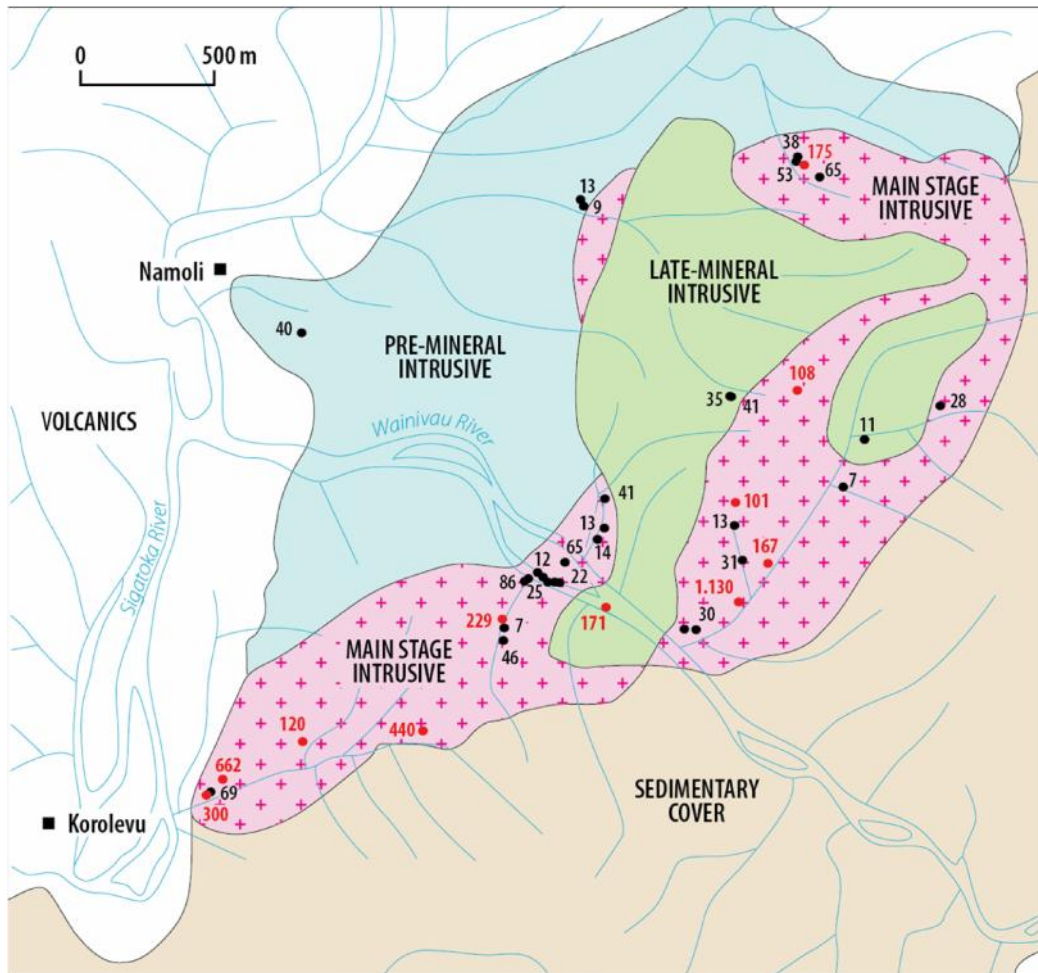 0 500 m
38
175
53
65
MAIN STAGE
INTRUSIVE
13
9
Namoli
LATE-MINERAL
INTRUSIVE
40
PRE-MINERAL
INTRUSIVE
108
35
41
28
VOLCANICS
Wainivau River
11
41
7
101
13
13
14
65
12
31
167
86
25
22
1.130
Sigatoka River
229
7
171
30
46
MAIN STAGE
INTRUSIVE
120
440
662
69
300
SEDIMENTARY
COVER
Korolevu